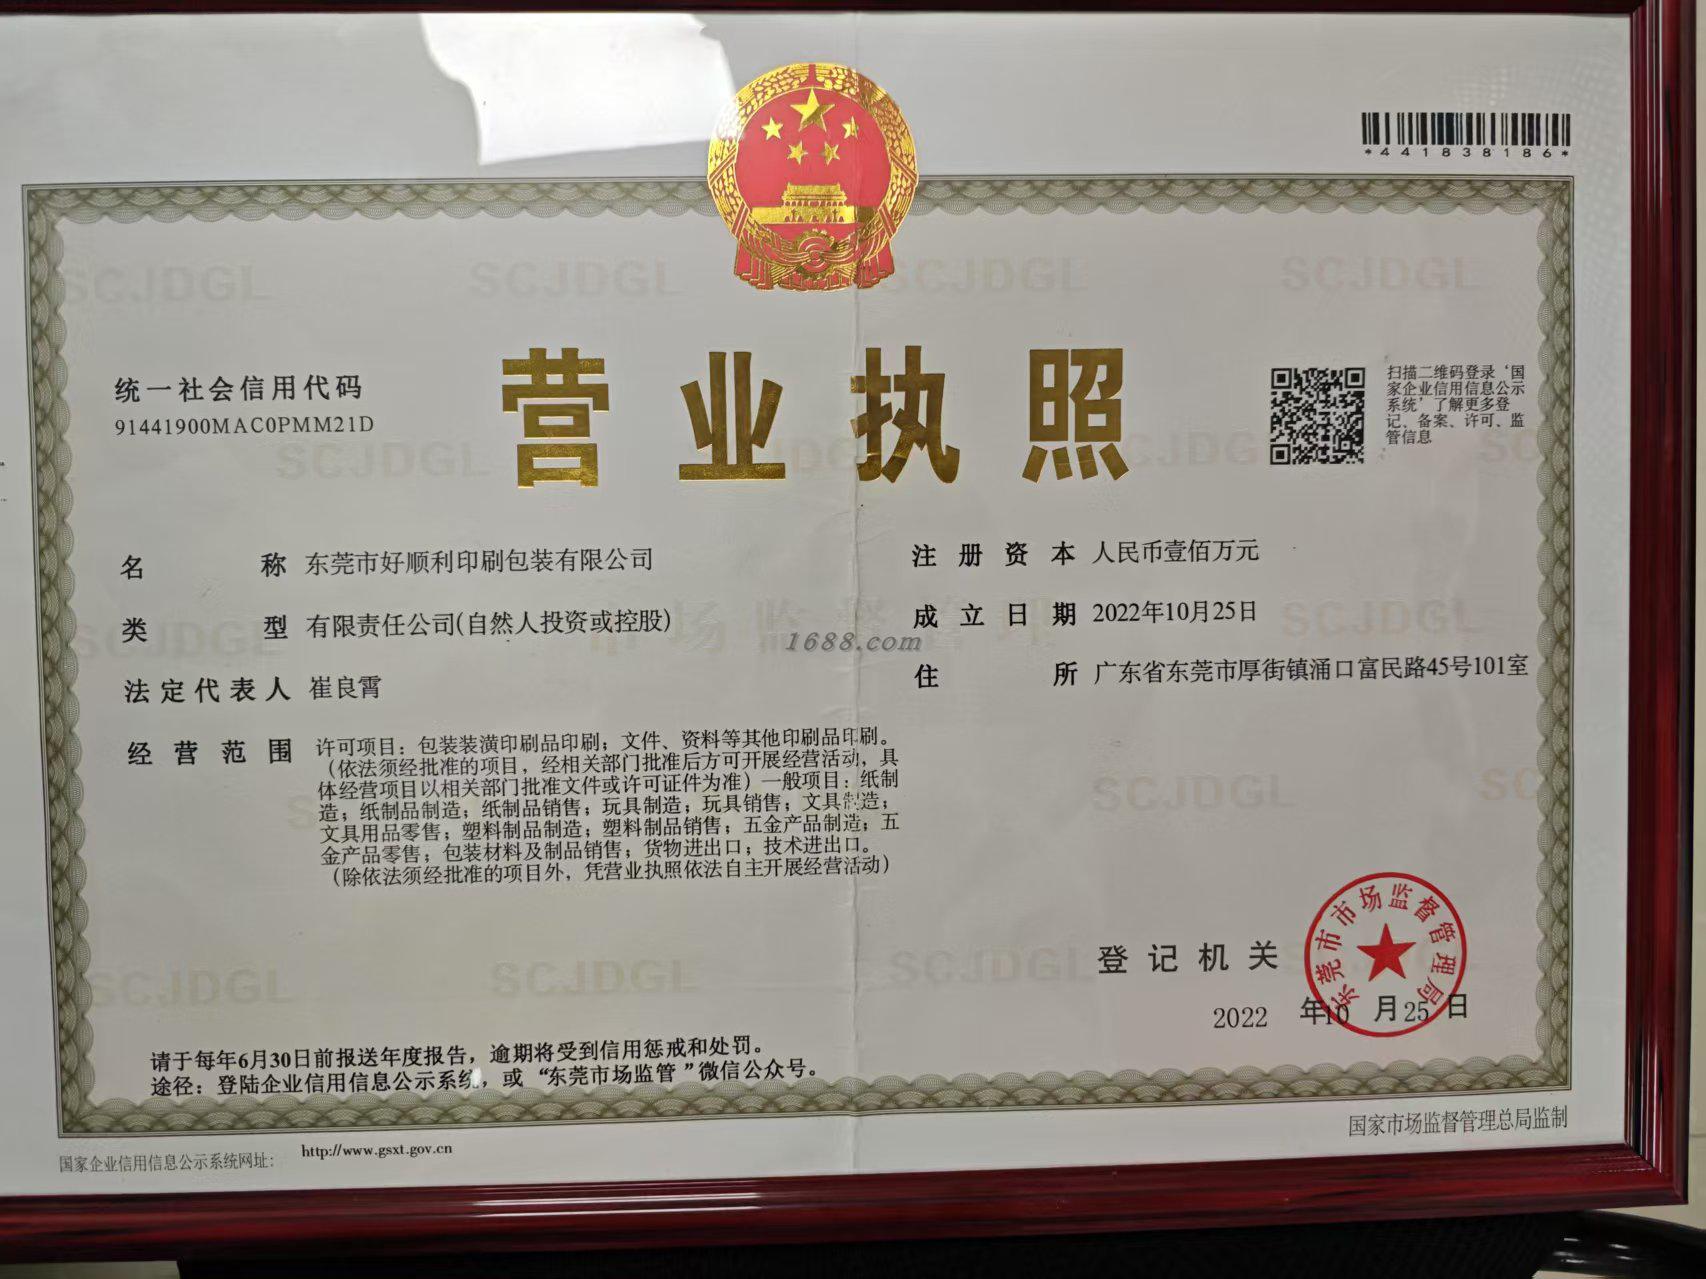 *441838186*
营业执照
统一社会信用代码
91441900MAC0PMM21D
扫描二维码登录‘国
家企业信用信息公示
系统’了解更多登
记、备案、许可、监
管信息
名称 东莞市好顺利印刷包装有限公司
类型 有限责任公司(自然人投资或控股)
法定代表人 崔良霄
经营范围 许可项目：包装装潢印刷品印刷；文件、资料等其他印刷品印刷。
（依法须经批准的项目，经相关部门批准后方可开展经营活动，具
体经营项目以相关部门批准文件或许可证件为准）一般项目：纸制
造；纸制品制造；纸制品销售；玩具制造；玩具销售；文具制造；
文具用品零售；塑料制品制造；塑料制品销售；五金产品制造；五
金产品零售；包装材料及制品销售；货物进出口；技术进出口。
（除依法须经批准的项目外，凭营业执照依法自主开展经营活动）
注册资本 人民币壹佰万元
成立日期 2022年10月25日
住所 广东省东莞市厚街镇涌口富民路45号101室
1688.com
市场监督管理
SCJDGL
登记机关
东莞市市场监督管理局
2022 年10 月25 日
请于每年6月30日前报送年度报告，逾期将受到信用惩戒和处罚。
途径：登陆企业信用信息公示系统，或“东莞市场监管”微信公众号。
国家企业信用信息公示系统网址： http://www.gsxt.gov.cn
国家市场监督管理总局监制